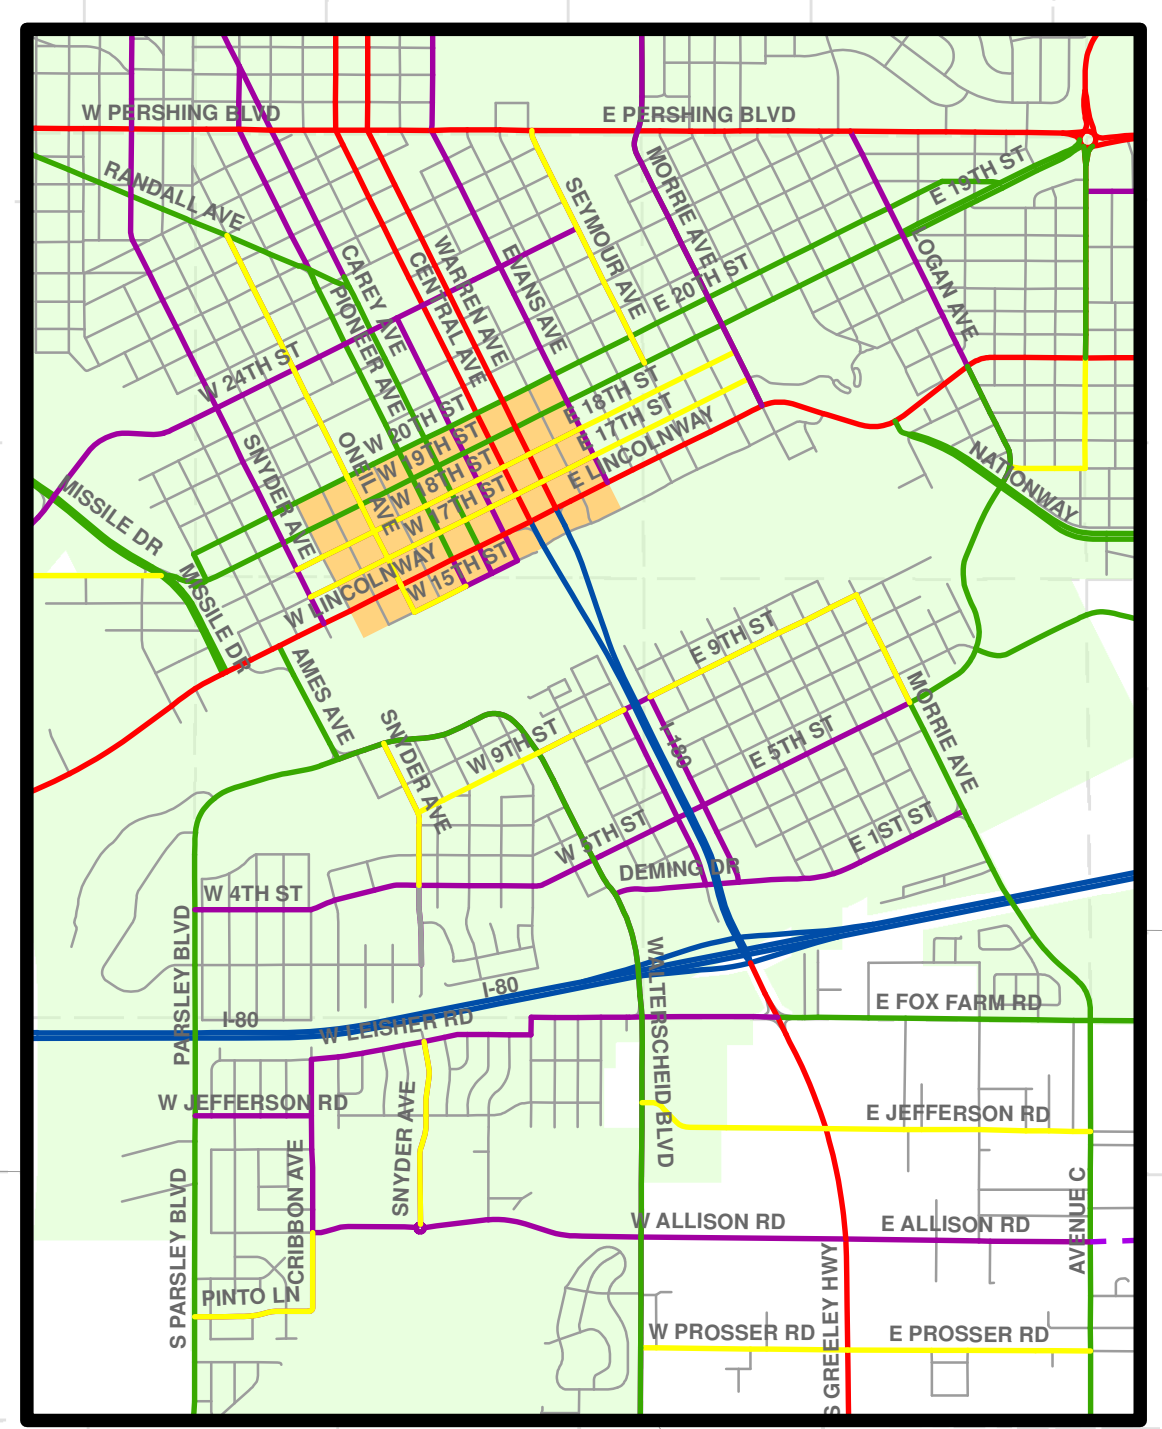 W PERSHING BLVD
E PERSHING BLVD
RANDALL AVE
E 19TH ST
MORRIE AVE
SEYMOUR AVE
LOGAN AVE
CAREY AVE
CENTRAL AVE
WARREN AVE
EVANS AVE
E 20TH ST
PIONEER AVE
W 24TH ST
E 18TH ST
E 17TH ST
E LINCOLNWAY
W 20TH ST
W 19TH ST
W 18TH ST
W 17TH ST
SNYDER AVE
ONEIL AVE
NATIONWAY
MISSILE DR
MISSILE DR
W LINCOLNWAY
W 15TH ST
AMES AVE
E 9TH ST
MORRIE AVE
SNYDER AVE
W 9TH ST
I-180
E 5TH ST
W 5TH ST
E 1ST ST
DEMING DR
W 4TH ST
PARSLEY BLVD
I-80
I-80
W LEISHER RD
WALTERSCHEID BLVD
E FOX FARM RD
W JEFFERSON RD
E JEFFERSON RD
SNYDER AVE
CRIBBON AVE
S PARSLEY BLVD
W ALLISON RD
E ALLISON RD
AVENUE C
PINTO LN
S GREELEY HWY
W PROSSER RD
E PROSSER RD